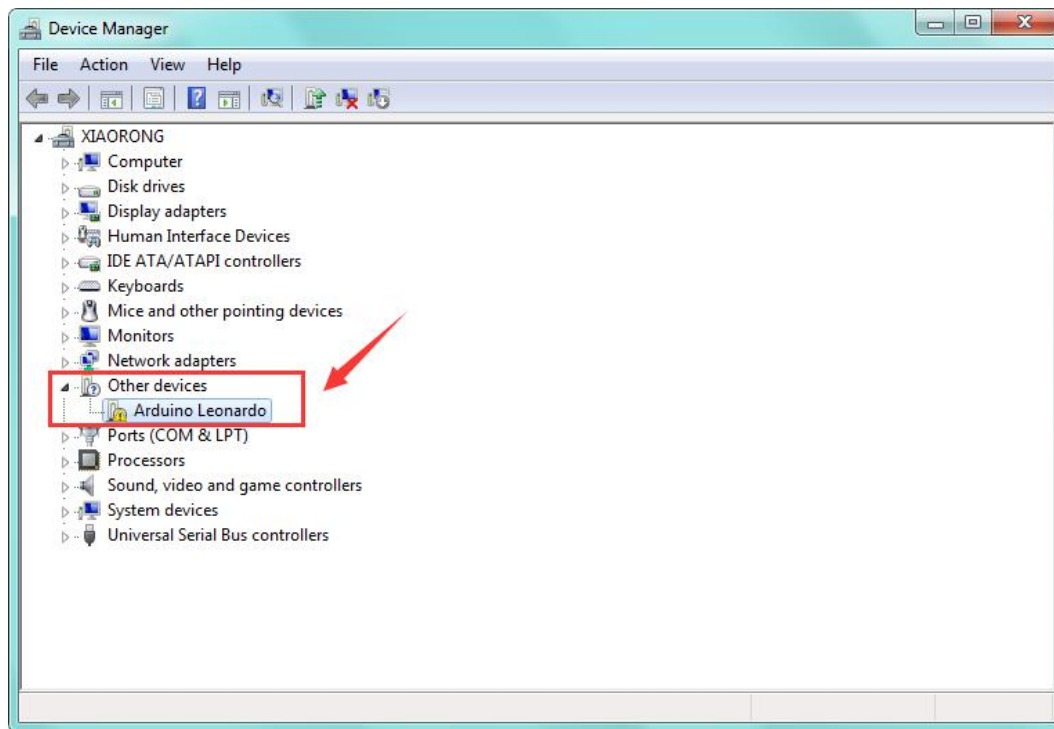 Device Manager
File Action View Help
XIAORONG
Computer
Disk drives
Display adapters
Human Interface Devices
IDE ATA/ATAPI controllers
Keyboards
Mice and other pointing devices
Monitors
Network adapters
Other devices
Arduino Leonardo
Ports (COM & LPT)
Processors
Sound, video and game controllers
System devices
Universal Serial Bus controllers